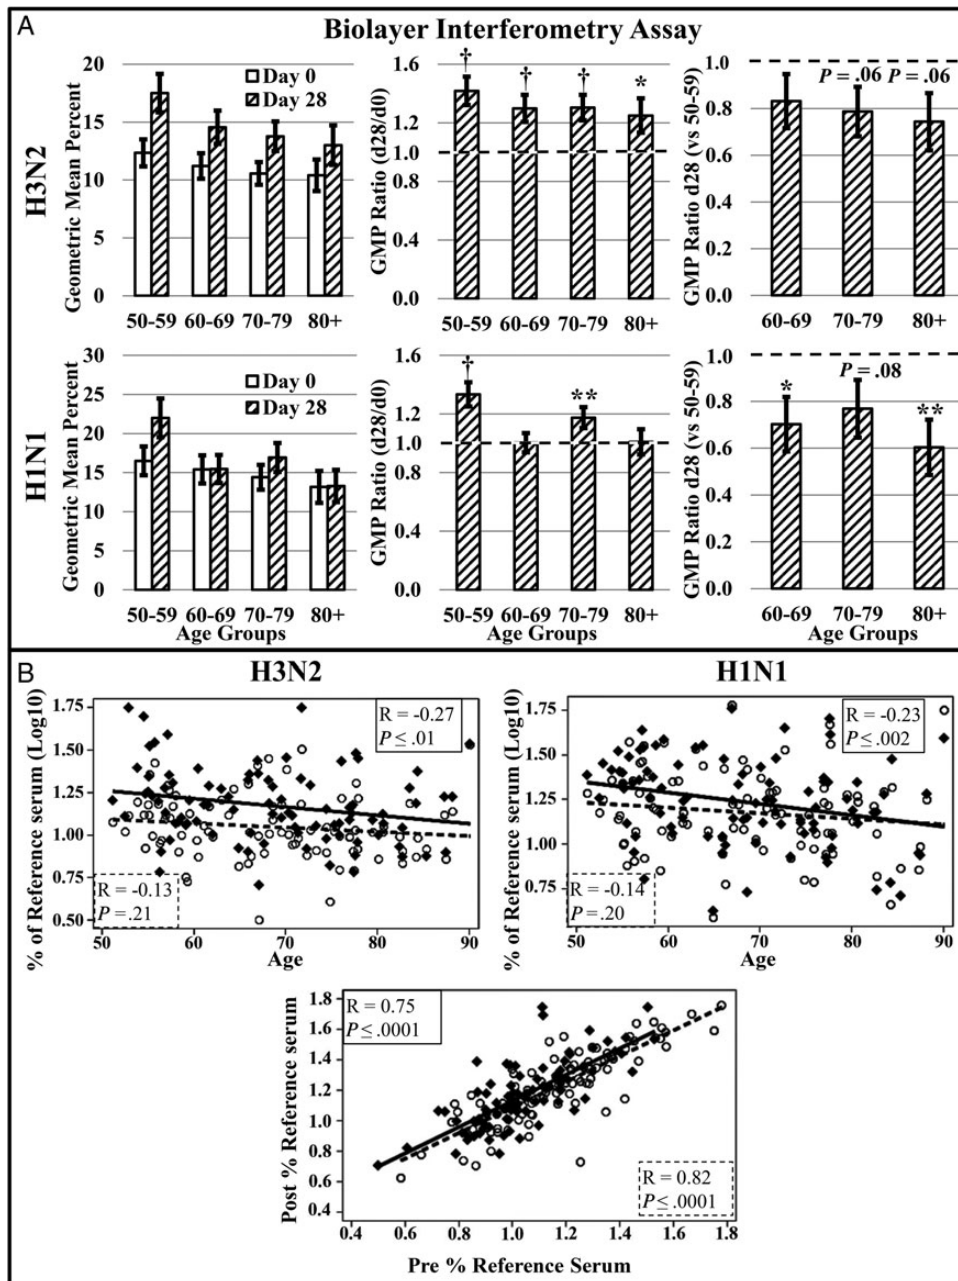 A
Biolayer Interferometry Assay
H3N2
Geometric Mean Percent
20
15
10
5
0
Day 0
Day 28
50-59 60-69 70-79 80+
GMP Ratio (d28/d0)
1.6
1.2
1.0
0.8
0.4
0.0
† † † *
50-59 60-69 70-79 80+
GMP Ratio d28 (vs 50-59)
1.0
0.8
0.6
0.4
0.2
0.0
P = .06 P = .06
60-69 70-79 80+
H1N1
Geometric Mean Percent
30
25
20
15
10
5
0
Day 0
Day 28
50-59 60-69 70-79 80+
Age Groups
GMP Ratio (d28/d0)
1.6
1.2
1.0
0.8
0.4
0.0
† **
50-59 60-69 70-79 80+
Age Groups
GMP Ratio d28 (vs 50-59)
1.0
0.8
0.6
0.4
0.2
0.0
* P = .08 **
60-69 70-79 80+
Age Groups
B
H3N2
% of Reference serum (Log10)
1.75
1.50
1.25
1.00
0.75
0.50
R = -0.27
P ≤ .01
R = -0.13
P = .21
50 60 70 80 90
Age
H1N1
% of Reference serum (Log10)
1.75
1.50
1.25
1.00
0.75
R = -0.23
P ≤ .002
R = -0.14
P = .20
50 60 70 80 90
Age
Post % Reference serum
1.8
1.6
1.4
1.2
1.0
0.8
0.6
0.4
R = 0.75
P ≤ .0001
R = 0.82
P ≤ .0001
0.4 0.6 0.8 1.0 1.2 1.4 1.6 1.8
Pre % Reference Serum